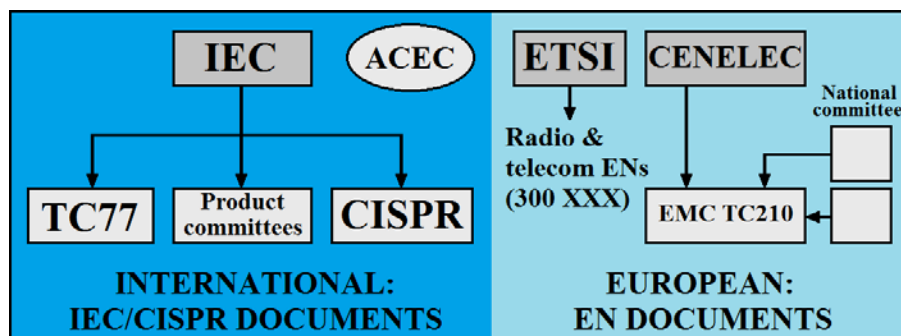 IEC
ACEC
TC77
Product
committees
CISPR
INTERNATIONAL:
IEC/CISPR DOCUMENTS
ETSI
CENELEC
National
committee
Radio &
telecom ENs
(300 XXX)
EMC TC210
EUROPEAN:
EN DOCUMENTS